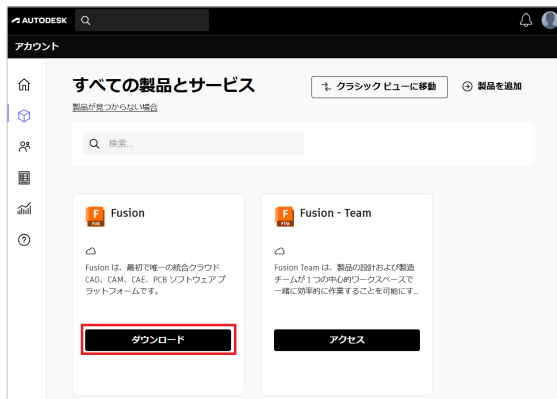 AUTODESK
アカウント
すべての製品とサービス
クラシック ビューに移動
製品を追加
製品が見つからない場合
検索...
F
FUS
Fusion
Fusion は、最初で唯一の統合クラウド
CAD、CAM、CAE、PCB ソフトウェア プ
ラットフォームです。
ダウンロード
F
FTM
Fusion - Team
Fusion Team は、製品の設計および製造
チームが 1 つの中心的ワークスペースで
一緒に効率的に作業することを可能にす...
アクセス